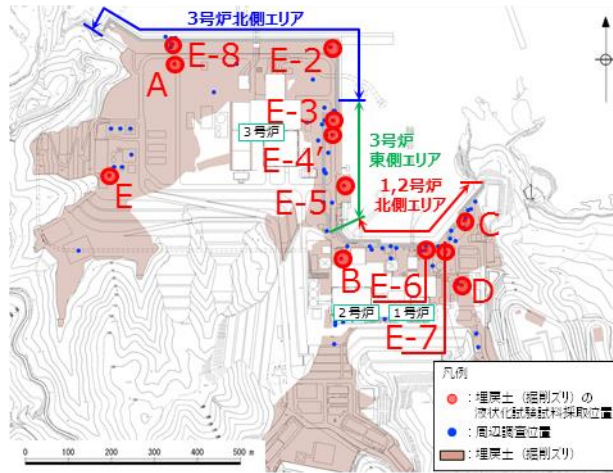 3号炉北側エリア
E-8
A
E-2
E-3
3号炉
E-4'
3号炉
東側エリア
1,2号炉
北側エリア
E
E-5
C
B
E-6
D
2号炉
1号炉
E-7
凡例
：埋戻土（掘削ズリ）の
液状化試験試料採取位置
：周辺調査位置
：埋戻土（掘削ズリ）
0
100
200
300
400
500 m